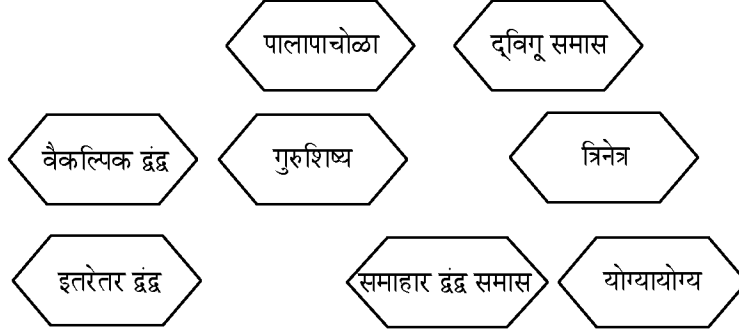 पालापाचोळा
द्‌विगू समास
वैकल्पिक द्वंद्व
गुरुशिष्य
त्रिनेत्र
इतरेतर द्वंद्व
समाहार द्वंद्व समास
योग्यायोग्य